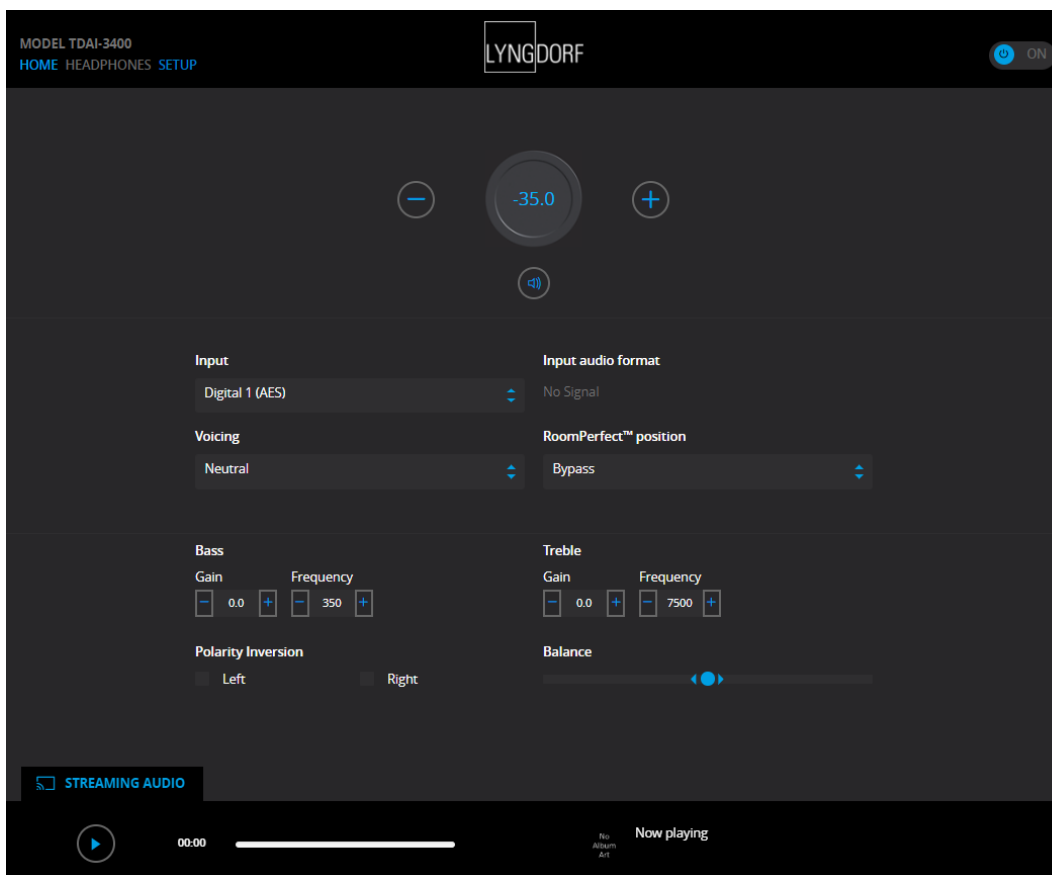 MODEL TDAI-3400
HOME HEADPHONES SETUP
LYNGDORF
ON
-35.0
Input
Input audio format
Digital 1 (AES)
No Signal
Voicing
RoomPerfect™ position
Neutral
Bypass
Bass
Treble
Gain Frequency
Gain Frequency
− 0.0 + − 350 +
− 0.0 + − 7500 +
Polarity Inversion
Balance
Left Right
STREAMING AUDIO
00:00
No
Album
Art
Now playing